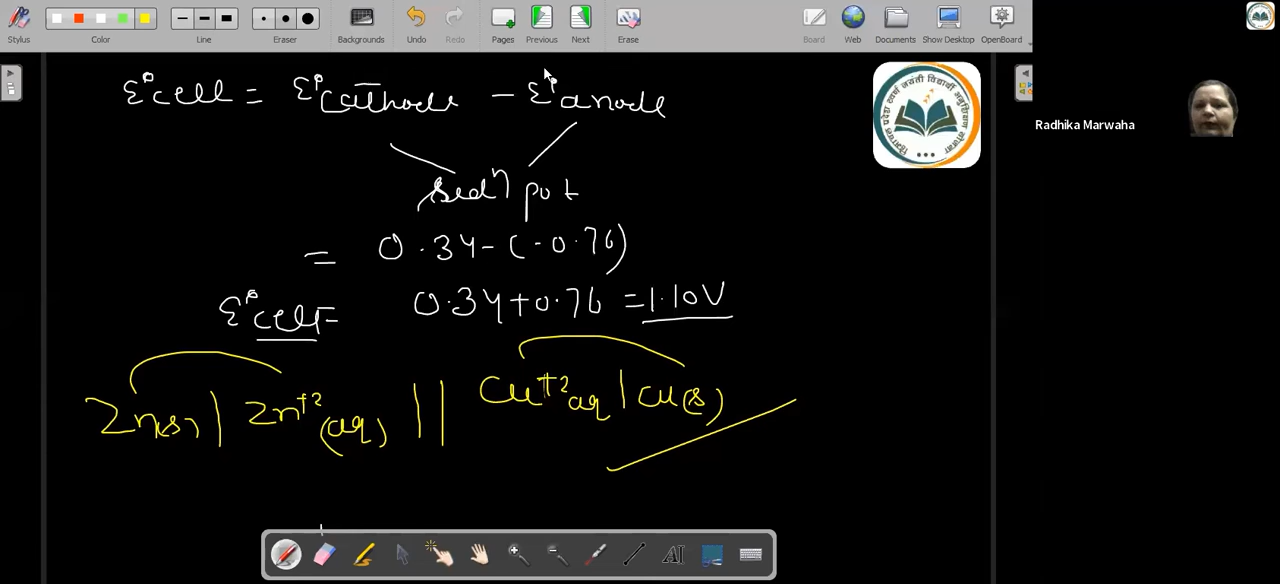 Stylus Color Line Eraser Backgrounds Undo Redo Pages Previous Next Erase Board Web Documents Show Desktop OpenBoard
Radhika Marwaha
E°cell = E°cathode - E°anode
redⁿ pot
= 0.34 - (-0.76)
E°cell = 0.34 + 0.76 = 1.10V
Zn(s) | Zn+2 (aq) || Cu+2 aq | Cu(s)